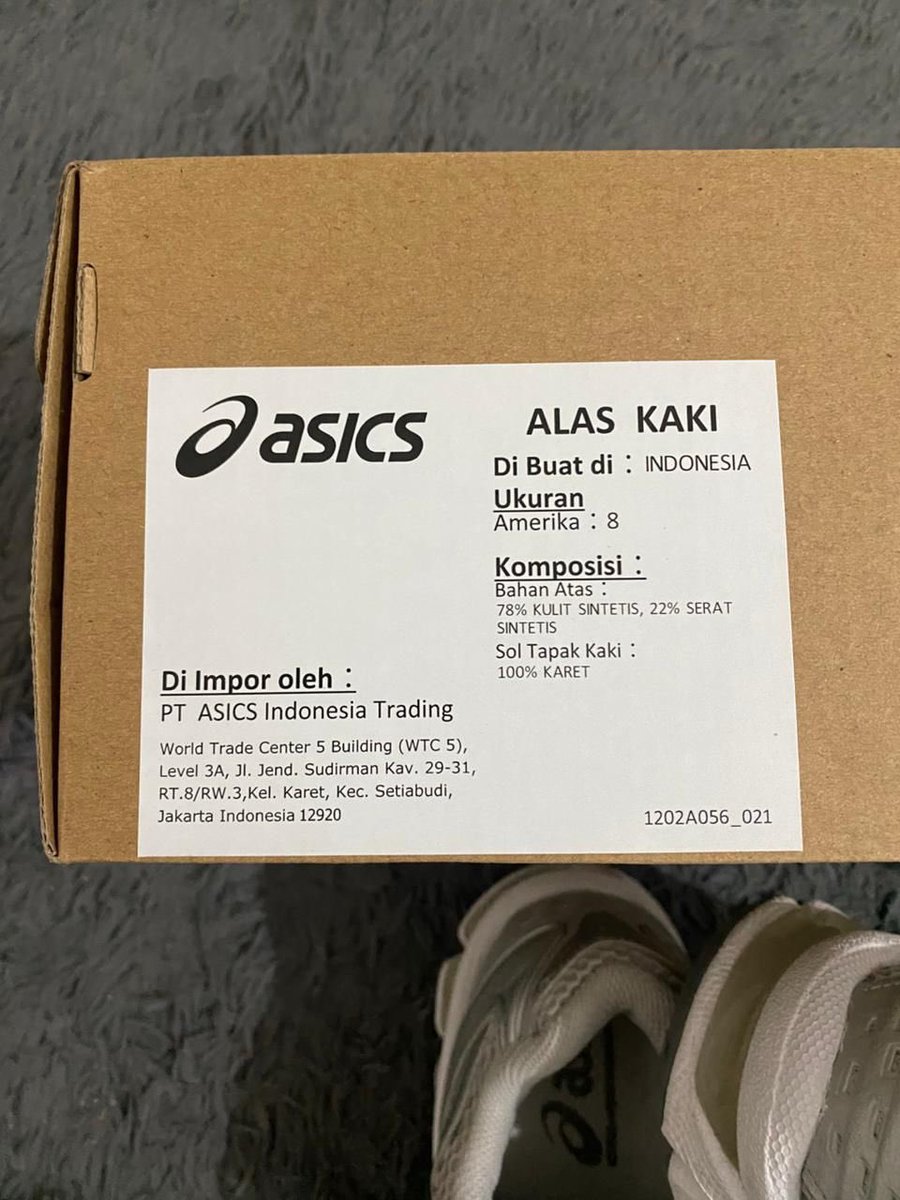 asics
ALAS KAKI
Di Buat di : INDONESIA
Ukuran
Amerika : 8
Komposisi :
Bahan Atas :
78% KULIT SINTETIS, 22% SERAT
SINTETIS
Sol Tapak Kaki :
100% KARET
Di Impor oleh :
PT ASICS Indonesia Trading
World Trade Center 5 Building (WTC 5),
Level 3A, Jl. Jend. Sudirman Kav. 29-31,
RT.8/RW.3,Kel. Karet, Kec. Setiabudi,
Jakarta Indonesia 12920
1202A056_021
asics